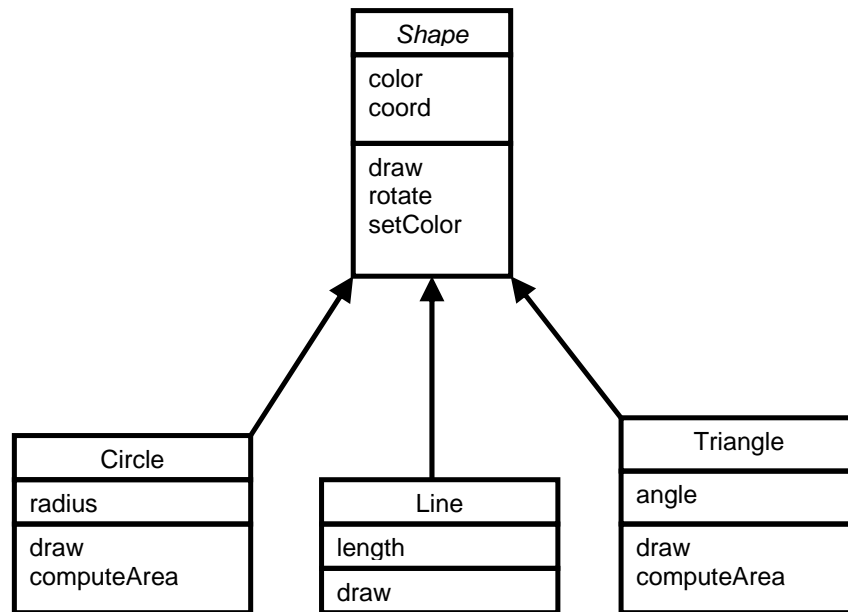 Shape
color
coord
draw
rotate
setColor
Circle
radius
draw
computeArea
Line
length
draw
Triangle
angle
draw
computeArea